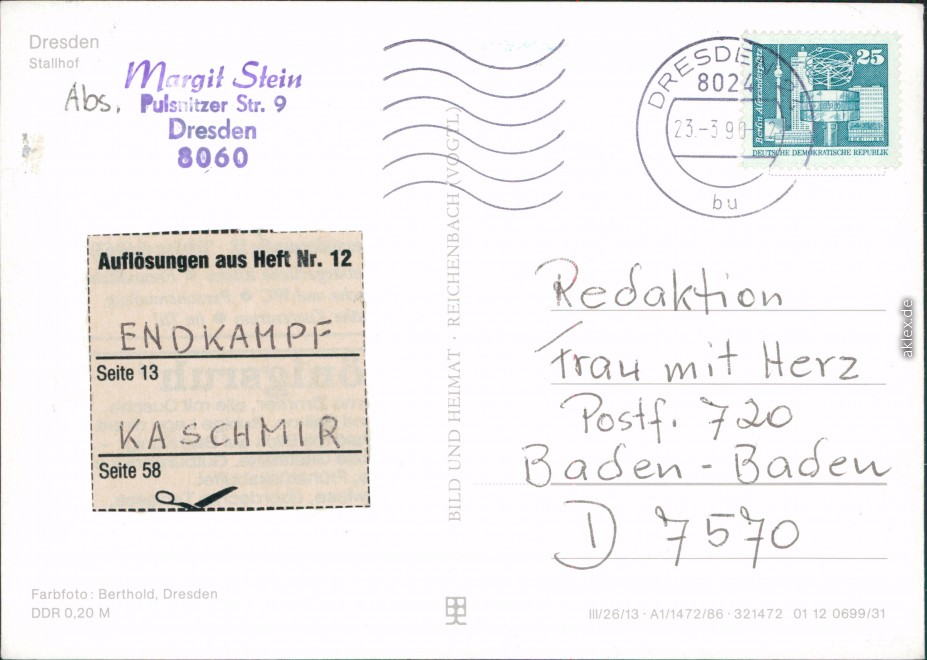 Dresden
Stallhof
Abs.
Margit Stein
Pulsnitzer Str. 9
Dresden
8060
DRESDEN
8024
23.-3.90
bu
25
Berlin Alexanderplatz
DEUTSCHE DEMOKRATISCHE REPUBLIK
Auflösungen aus Heft Nr. 12
ENDKAMPF
Seite 13
KASCHMIR
Seite 58
BILD UND HEIMAT · REICHENBACH (VOGTL)
Redaktion
Frau mit Herz
Postf. 720
Baden - Baden
D 7570
Farbfoto: Berthold, Dresden
DDR 0,20 M
III/26/13 · A1/1472/86 · 321472 01 12 0699/31
aklex.de